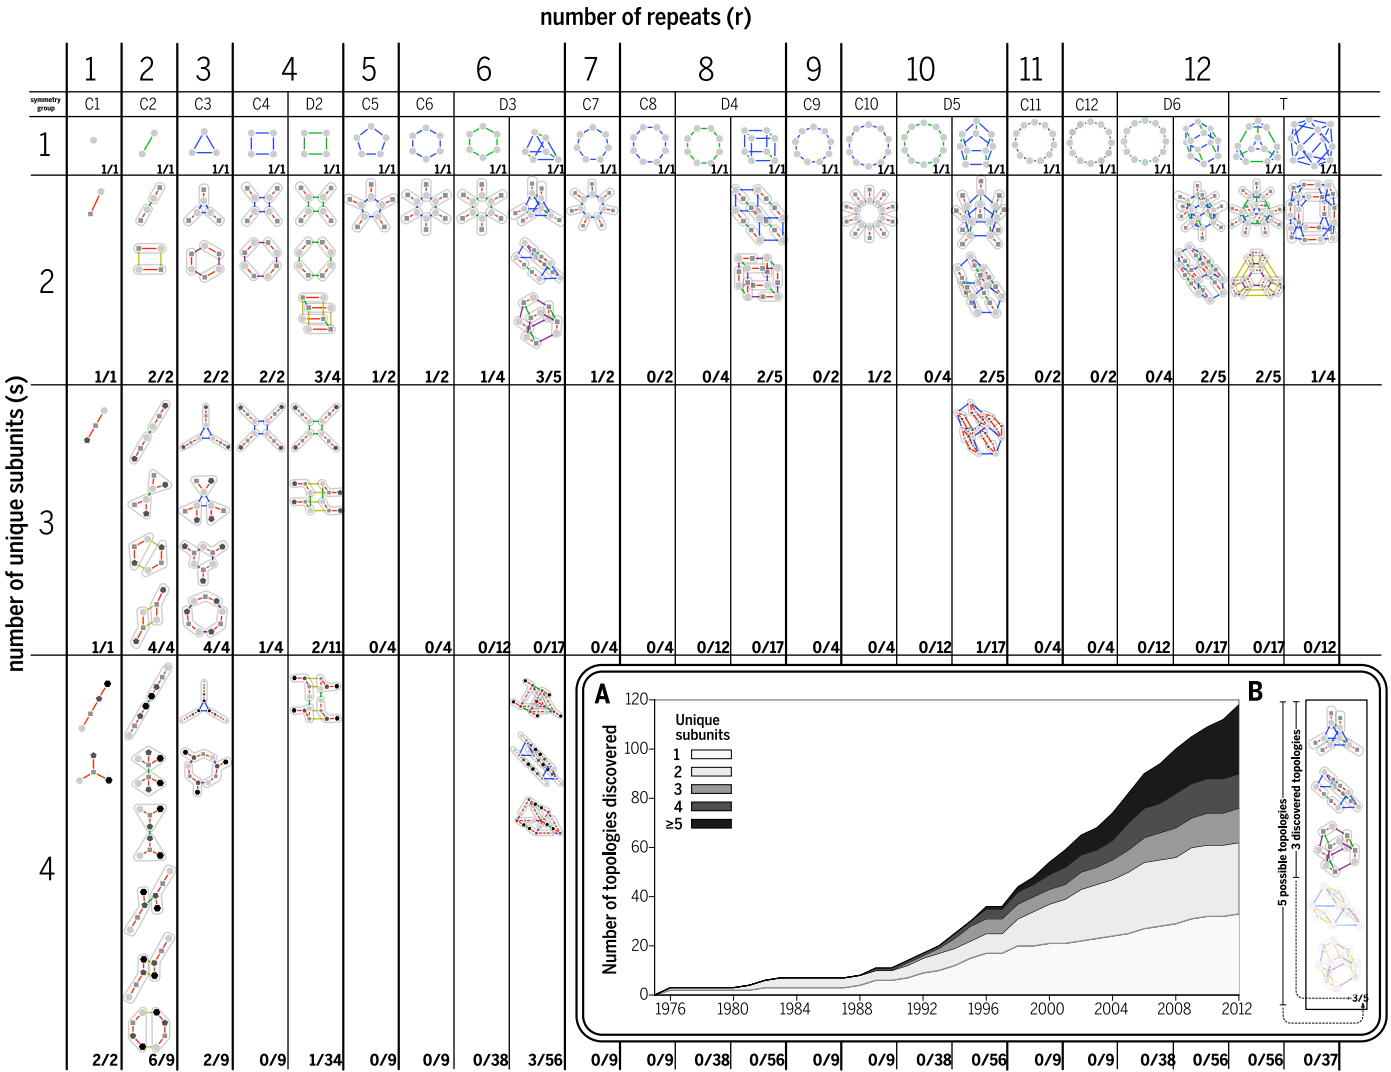 number of repeats (r)
1 2 3 4 5 6 7 8 9 10 11 12
symmetry group C1 C2 C3 C4 D2 C5 C6 D3 C7 C8 D4 C9 C10 D5 C11 C12 D6 T
number of unique subunits (s)
1
1/1 1/1 1/1 1/1 1/1 1/1 1/1 1/1 1/1 1/1 1/1 1/1 1/1 1/1 1/1 1/1 1/1 1/1 1/1 1/1 1/1 1/1 1/1
2
1/1 2/2 2/2 2/2 3/4 1/2 1/2 1/4 3/5 1/2 0/2 0/4 2/5 0/2 1/2 0/4 2/5 0/2 0/2 0/4 2/5 2/5 1/4
3
1/1 4/4 4/4 1/4 2/11 0/4 0/4 0/12 0/17 0/4 0/4 0/12 0/17 0/4 0/4 0/12 1/17 0/4 0/4 0/12 0/17 0/17 0/12
4
2/2 6/9 2/9 0/9 1/34 0/9 0/9 0/38 3/56 0/9 0/9 0/38 0/56 0/9 0/9 0/38 0/56 0/9 0/9 0/38 0/56 0/56 0/37
A
Number of topologies discovered
120
100
80
60
40
20
0
1976 1980 1984 1988 1992 1996 2000 2004 2008 2012
Unique
subunits
1
2
3
4
≥5
B
5 possible topologies
3 discovered topologies
3/5